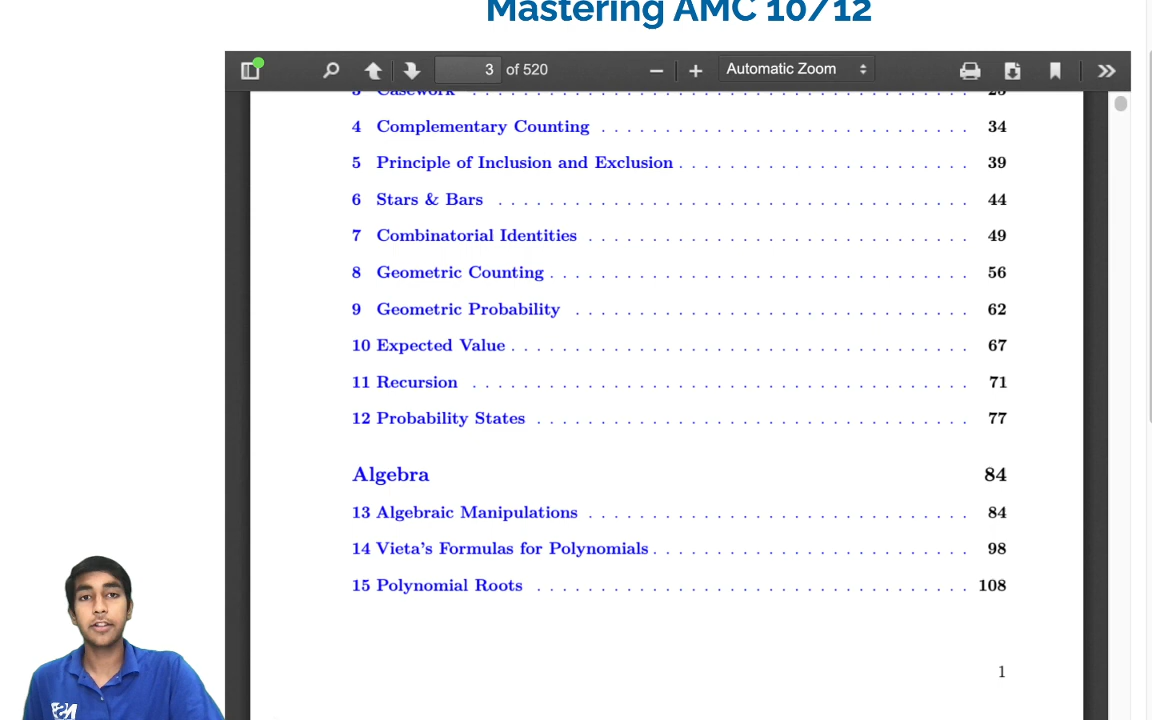 Mastering AMC 10/12
3 of 520
Automatic Zoom
3 Casework 25
4 Complementary Counting 34
5 Principle of Inclusion and Exclusion 39
6 Stars & Bars 44
7 Combinatorial Identities 49
8 Geometric Counting 56
9 Geometric Probability 62
10 Expected Value 67
11 Recursion 71
12 Probability States 77
Algebra 84
13 Algebraic Manipulations 84
14 Vieta's Formulas for Polynomials 98
15 Polynomial Roots 108
1